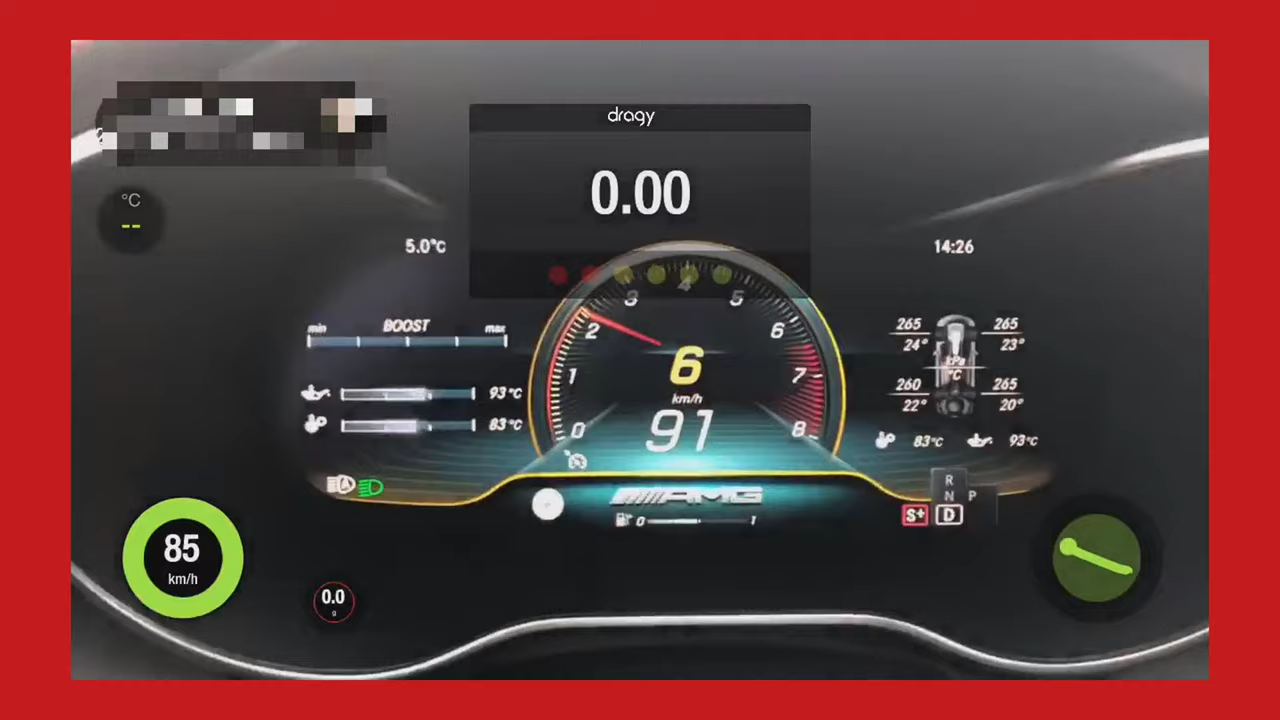 dragy
0.00
°C
--
5.0°C
14:26
min BOOST max
93°C
83°C
0 1 2 3 4 5 6 7 8
6
km/h
91
265 265
24° 23°
kPa
°C
260 265
22° 20°
83°C 93°C
AMG
0 1
R
N P
S+ D
85
km/h
0.0
g